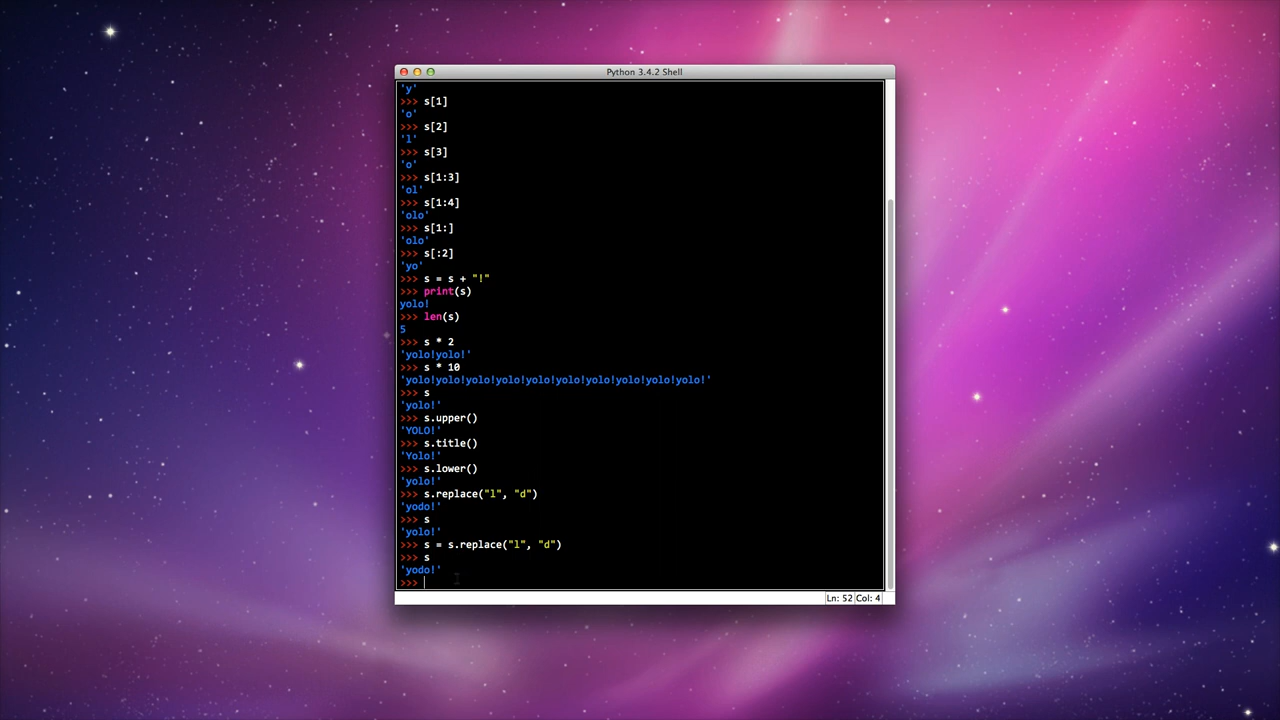 Python 3.4.2 Shell
'y'
>>> s[1]
'o'
>>> s[2]
'l'
>>> s[3]
'o'
>>> s[1:3]
'ol'
>>> s[1:4]
'olo'
>>> s[1:]
'olo'
>>> s[:2]
'yo'
>>> s = s + "!"
>>> print(s)
yolo!
>>> len(s)
5
>>> s * 2
'yolo!yolo!'
>>> s * 10
'yolo!yolo!yolo!yolo!yolo!yolo!yolo!yolo!yolo!yolo!'
>>> s
'yolo!'
>>> s.upper()
'YOLO!'
>>> s.title()
'Yolo!'
>>> s.lower()
'yolo!'
>>> s.replace("l", "d")
'yodo!'
>>> s
'yolo!'
>>> s = s.replace("l", "d")
>>> s
'yodo!'
>>>
Ln: 52 Col: 4